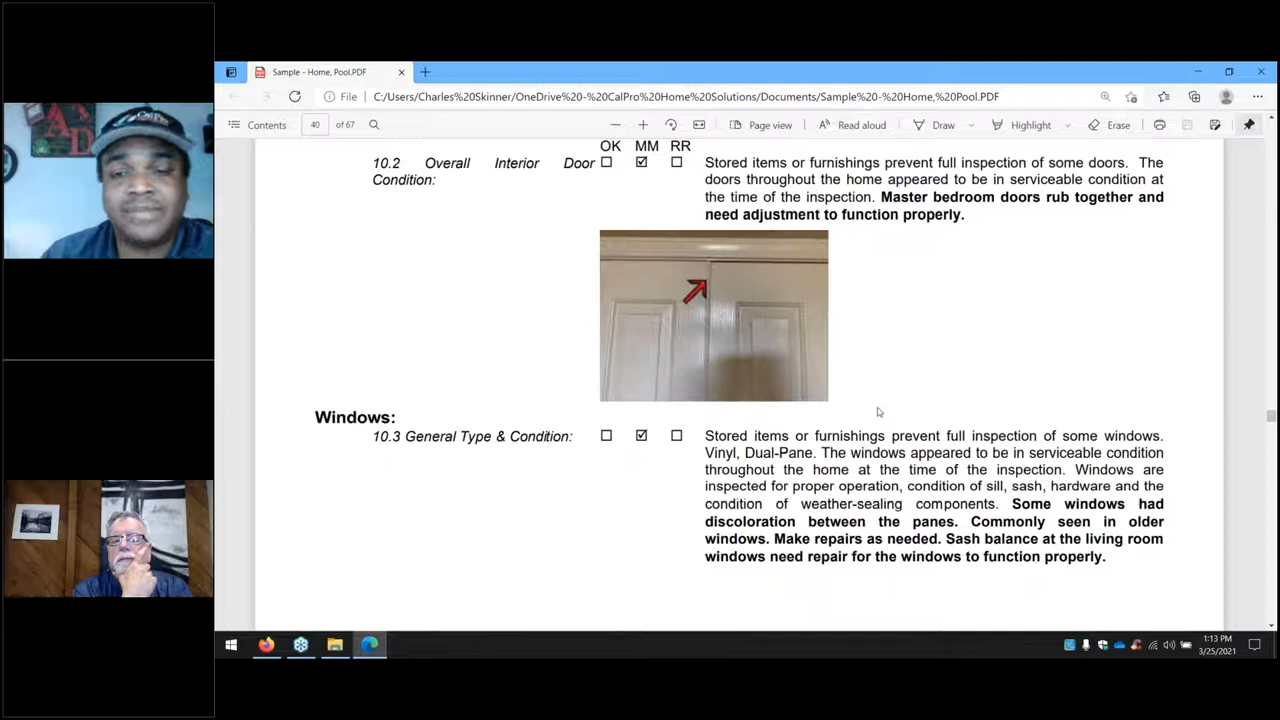 Sample - Home, Pool.PDF
File C:/Users/Charles%20Skinner/OneDrive%20-%20CalPro%20Home%20Solutions/Documents/Sample%20-%20Home,%20Pool.PDF
Contents 40 of 67 Page view Read aloud Draw Highlight Erase
OK MM RR
10.2 Overall Interior Door
Condition:
Stored items or furnishings prevent full inspection of some doors. The
doors throughout the home appeared to be in serviceable condition at
the time of the inspection. Master bedroom doors rub together and
need adjustment to function properly.
Windows:
10.3 General Type & Condition:
Stored items or furnishings prevent full inspection of some windows.
Vinyl, Dual-Pane. The windows appeared to be in serviceable condition
throughout the home at the time of the inspection. Windows are
inspected for proper operation, condition of sill, sash, hardware and the
condition of weather-sealing components. Some windows had
discoloration between the panes. Commonly seen in older
windows. Make repairs as needed. Sash balance at the living room
windows need repair for the windows to function properly.
1:13 PM
3/25/2021